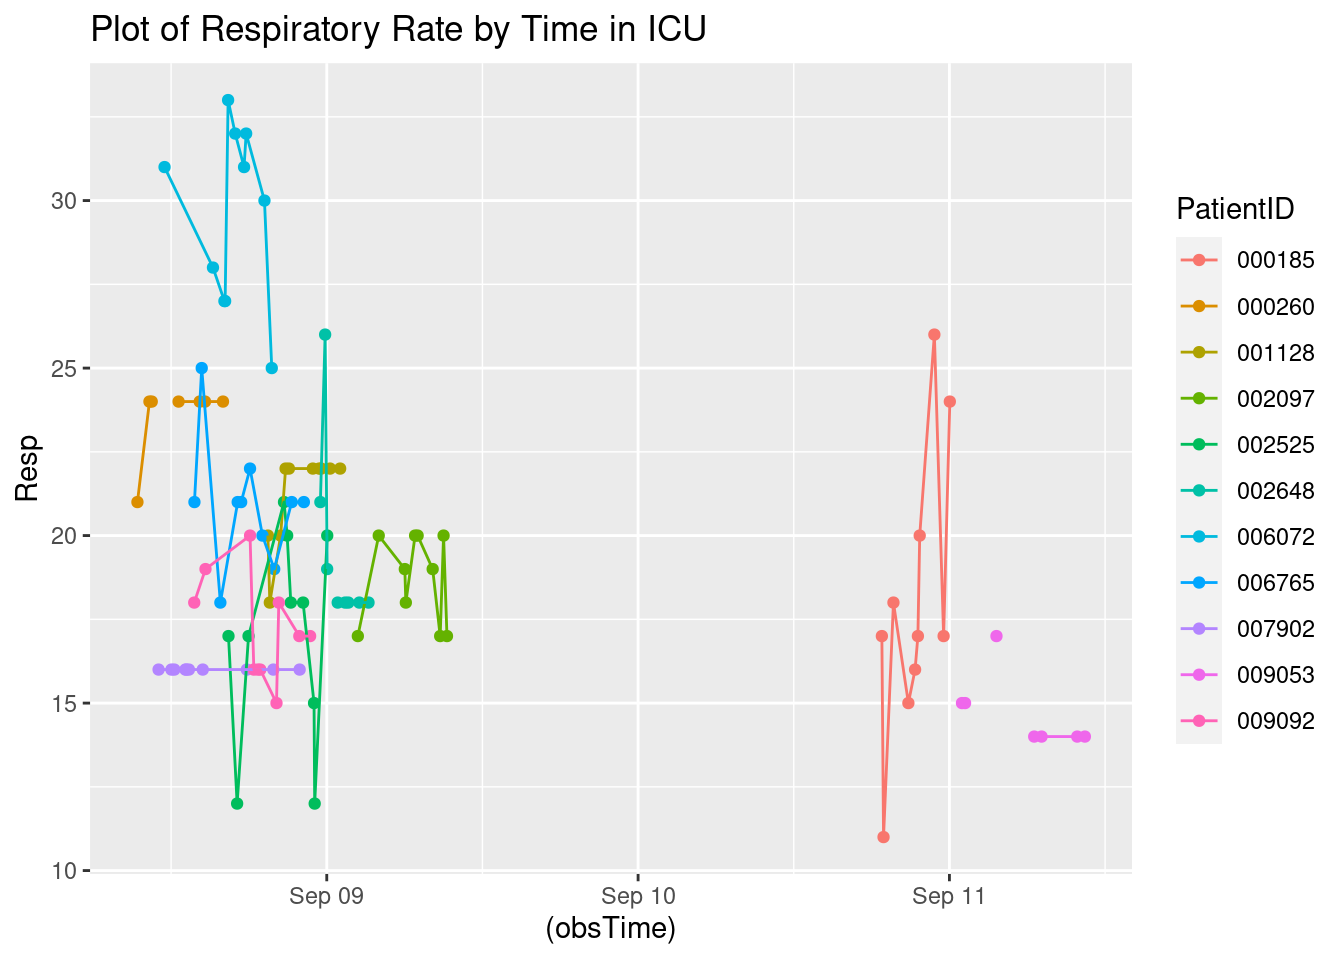 Plot of Respiratory Rate by Time in ICU
30
25
20
15
10
Resp
Sep 09
Sep 10
Sep 11
(obsTime)
PatientID
000185
000260
001128
002097
002525
002648
006072
006765
007902
009053
009092